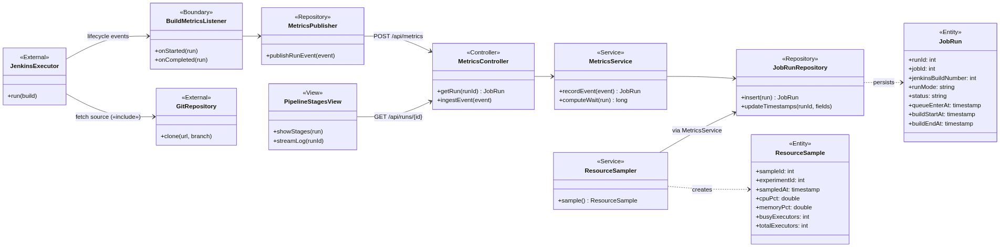 «External»
JenkinsExecutor
+run(build)
lifecycle events
fetch source («include»)
«Boundary»
BuildMetricsListener
+onStarted(run)
+onCompleted(run)
«External»
GitRepository
+clone(url, branch)
«Repository»
MetricsPublisher
+publishRunEvent(event)
«View»
PipelineStagesView
+showStages(run)
+streamLog(runId)
POST /api/metrics
GET /api/runs/{id}
«Controller»
MetricsController
+getRun(runId) : JobRun
+ingestEvent(event)
«Service»
MetricsService
+recordEvent(event) : JobRun
+computeWait(run) : long
«Service»
ResourceSampler
+sample() : ResourceSample
via MetricsService
creates
«Repository»
JobRunRepository
+insert(run) : JobRun
+updateTimestamps(runId, fields)
«Entity»
ResourceSample
+sampleId: int
+experimentId: int
+sampledAt: timestamp
+cpuPct: double
+memoryPct: double
+busyExecutors: int
+totalExecutors: int
persists
«Entity»
JobRun
+runId: int
+jobId: int
+jenkinsBuildNumber: int
+runMode: string
+status: string
+queueEnterAt: timestamp
+buildStartAt: timestamp
+buildEndAt: timestamp